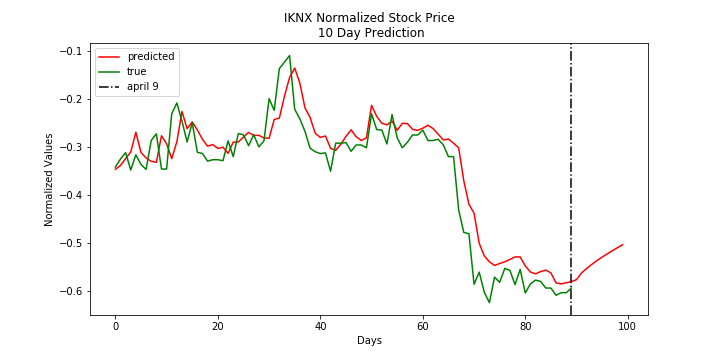 IKNX Normalized Stock Price
10 Day Prediction
predicted
true
april 9
Normalized Values
−0.1
−0.2
−0.3
−0.4
−0.5
−0.6
0 20 40 60 80 100
Days